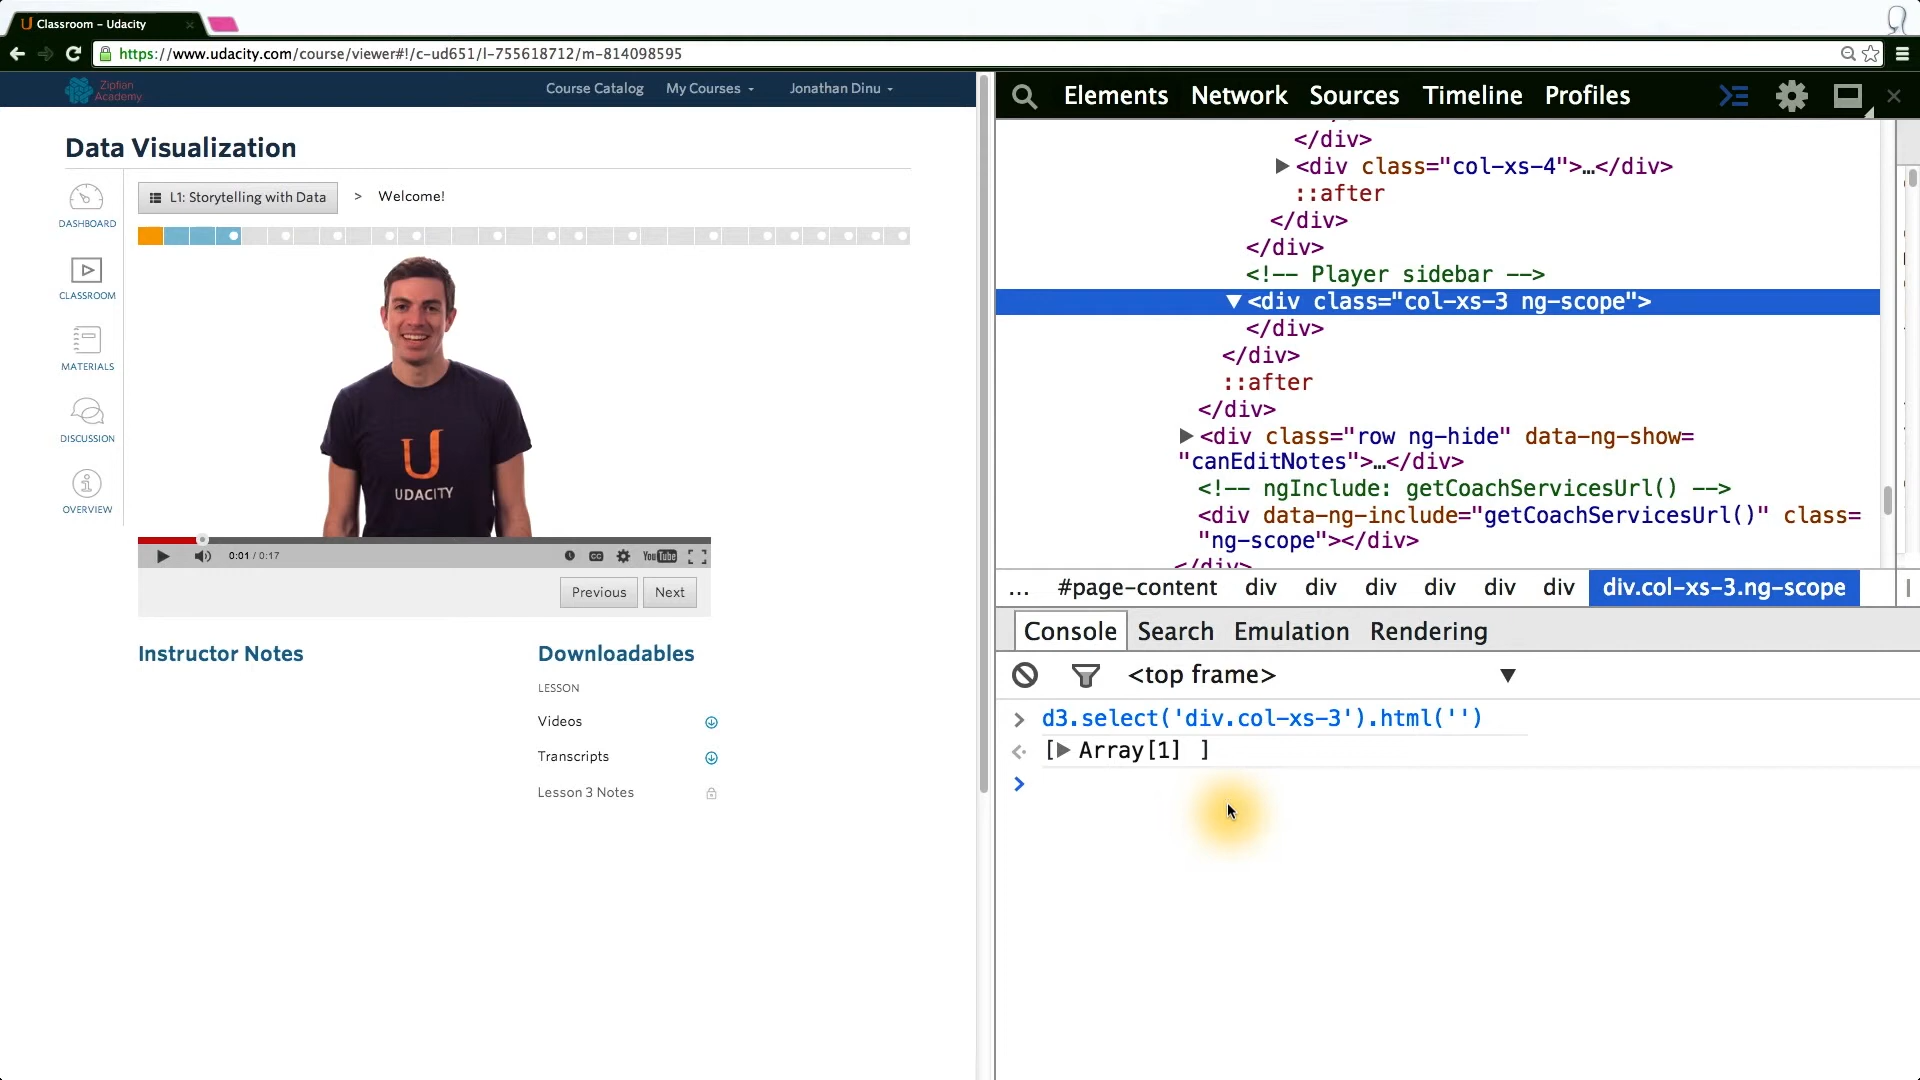 Classroom – Udacity
https://www.udacity.com/course/viewer#!/c-ud651/l-755618712/m-814098595
Zipfian Academy
Course Catalog
My Courses
Jonathan Dinu
Data Visualization
DASHBOARD
CLASSROOM
MATERIALS
DISCUSSION
OVERVIEW
L1: Storytelling with Data > Welcome!
U
UDACITY
0:01 / 0:17
CC
YouTube
Previous
Next
Instructor Notes
Downloadables
LESSON
Videos
Transcripts
Lesson 3 Notes
Elements Network Sources Timeline Profiles
</div>
▶<div class="col-xs-4">…</div>
::after
</div>
</div>
<!-- Player sidebar -->
▼<div class="col-xs-3 ng-scope">
</div>
</div>
::after
</div>
▶<div class="row ng-hide" data-ng-show=
"canEditNotes">…</div>
<!-- ngInclude: getCoachServicesUrl() -->
<div data-ng-include="getCoachServicesUrl()" class=
"ng-scope"></div>
</div>
... #page-content div div div div div div div.col-xs-3.ng-scope
Console Search Emulation Rendering
<top frame> ▼
> d3.select('div.col-xs-3').html('')
[▶Array[1] ]
>